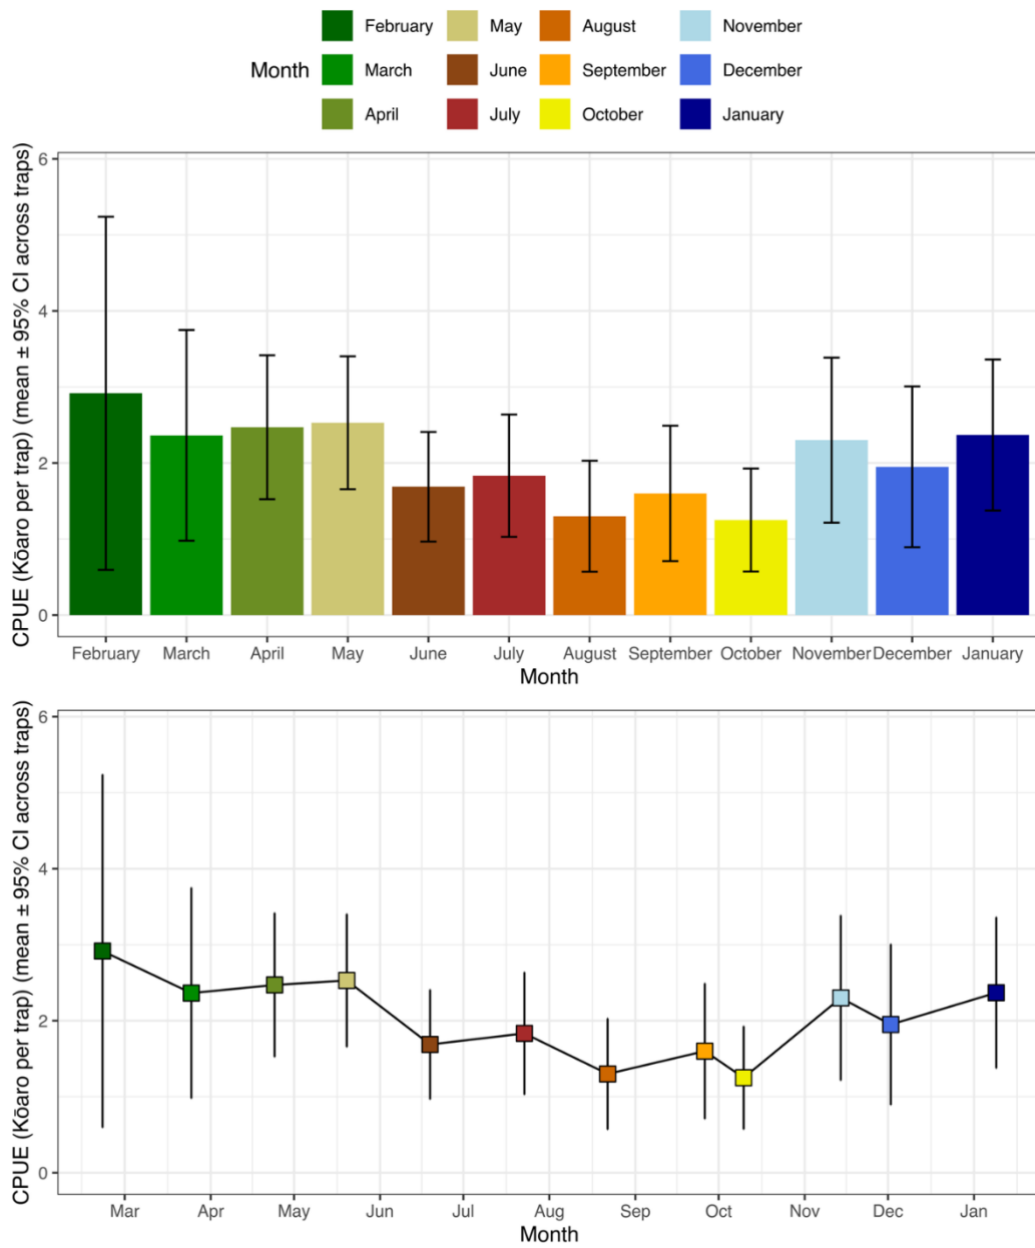 February May August November
Month March June September December
April July October January
CPUE (Kōaro per trap) (mean ± 95% CI across traps)
6
4
2
0
February March April May June July August September October November December January
Month
CPUE (Kōaro per trap) (mean ± 95% CI across traps)
6
4
2
0
Mar Apr May Jun Jul Aug Sep Oct Nov Dec Jan
Month